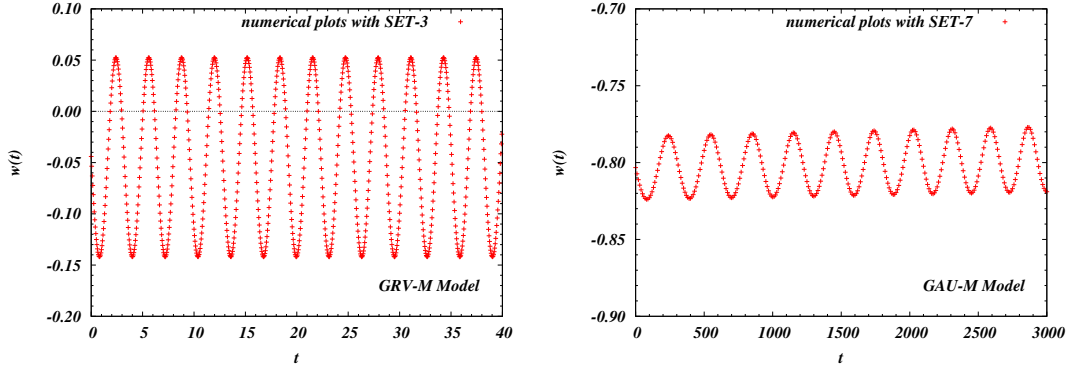 numerical plots with SET-3
0.10
0.05
0.00
-0.05
-0.10
-0.15
-0.20
w(t)
GRV-M Model
0 5 10 15 20 25 30 35 40
t
numerical plots with SET-7
-0.70
-0.75
-0.80
-0.85
-0.90
w(t)
GAU-M Model
0 500 1000 1500 2000 2500 3000
t